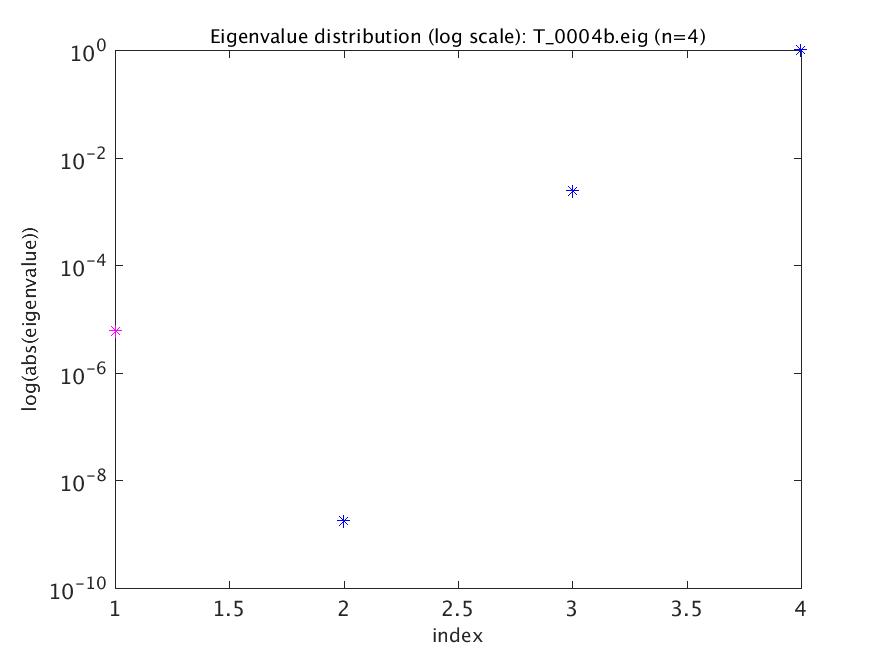 Eigenvalue distribution (log scale): T_0004b.eig (n=4)
10^0
10^-2
10^-4
10^-6
10^-8
10^-10
log(abs(eigenvalue))
1 1.5 2 2.5 3 3.5 4
index